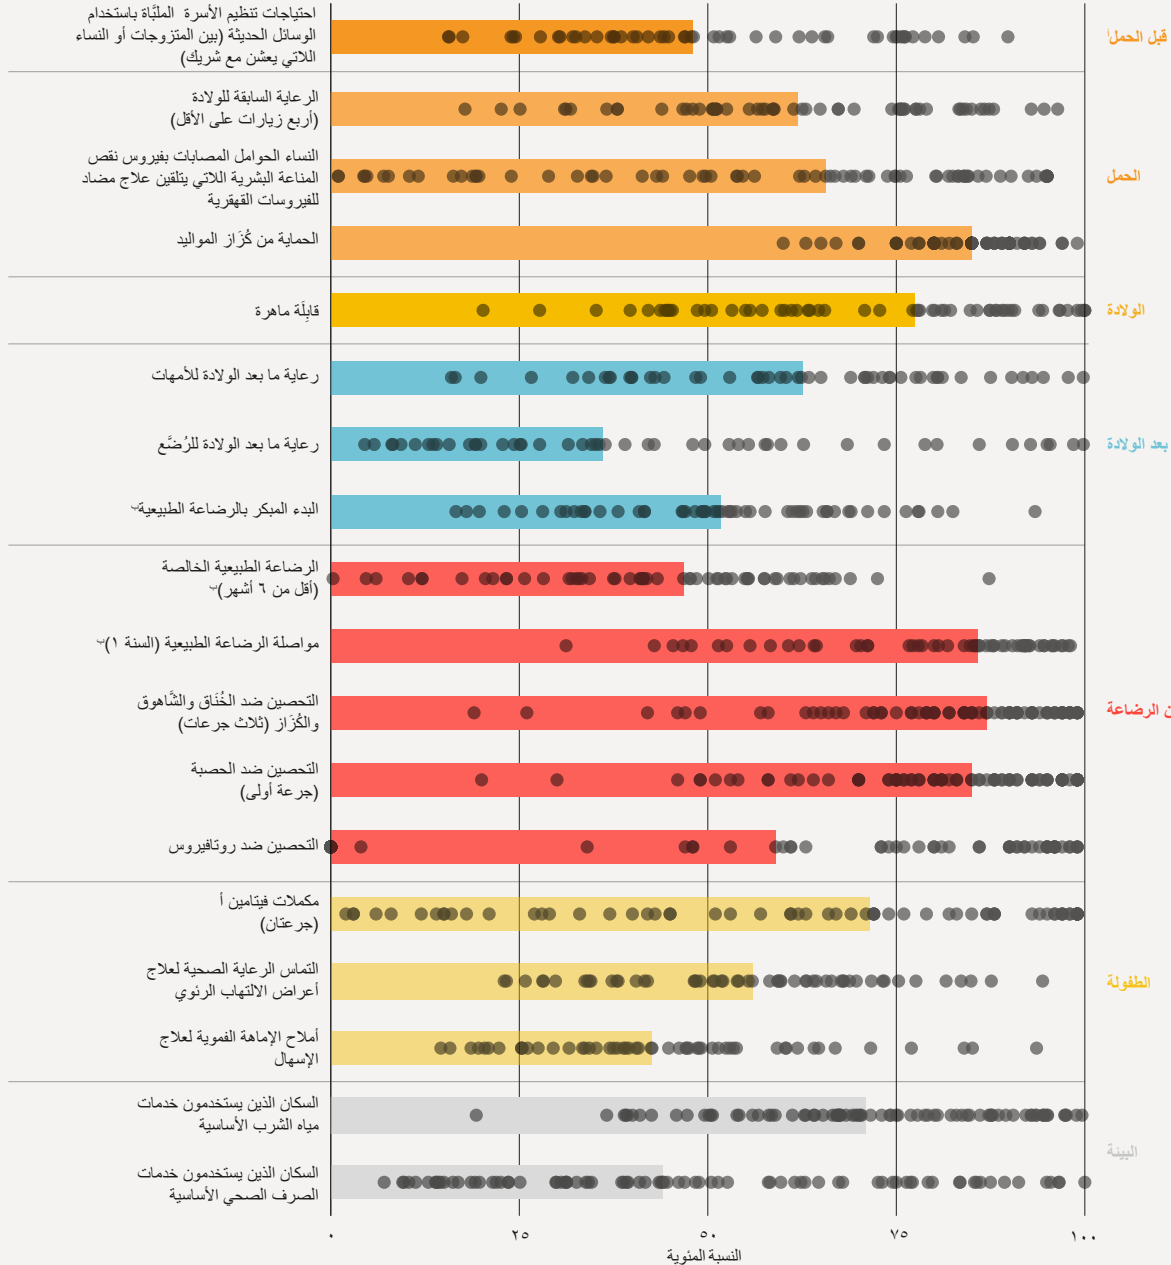 قبل الحملأ
احتياجات تنظيم الأسرة الملبَّاة باستخدام
الوسائل الحديثة (بين المتزوجات أو النساء
اللاتي يعشن مع شريك)
الحمل
الرعاية السابقة للولادة
(أربع زيارات على الأقل)
النساء الحوامل المصابات بفيروس نقص
المناعة البشرية اللاتي يتلقين علاج مضاد
للفيروسات القهقرية
الحماية من كُزَاز المواليد
الولادة
قابِلَة ماهرة
بعد الولادة
رعاية ما بعد الولادة للأمهات
رعاية ما بعد الولادة للرُضَّع
البدء المبكر بالرضاعة الطبيعيةب
ن الرضاعة
الرضاعة الطبيعية الخالصة
(أقل من ٦ أشهر)ب
مواصلة الرضاعة الطبيعية (السنة ١)ب
التحصين ضد الخُنَاق والشَّاهوق
والكُزَاز (ثلاث جرعات)
التحصين ضد الحصبة
(جرعة أولى)
التحصين ضد روتافيروس
الطفولة
مكملات فيتامين أ
(جرعتان)
التماس الرعاية الصحية لعلاج
أعراض الالتهاب الرئوي
أملاح الإماهة الفموية لعلاج
الإسهال
البيئة
السكان الذين يستخدمون خدمات
مياه الشرب الأساسية
السكان الذين يستخدمون خدمات
الصرف الصحي الأساسية
٠ ٢٥ ٥٠ ٧٥ ١٠٠
النسبة المئوية